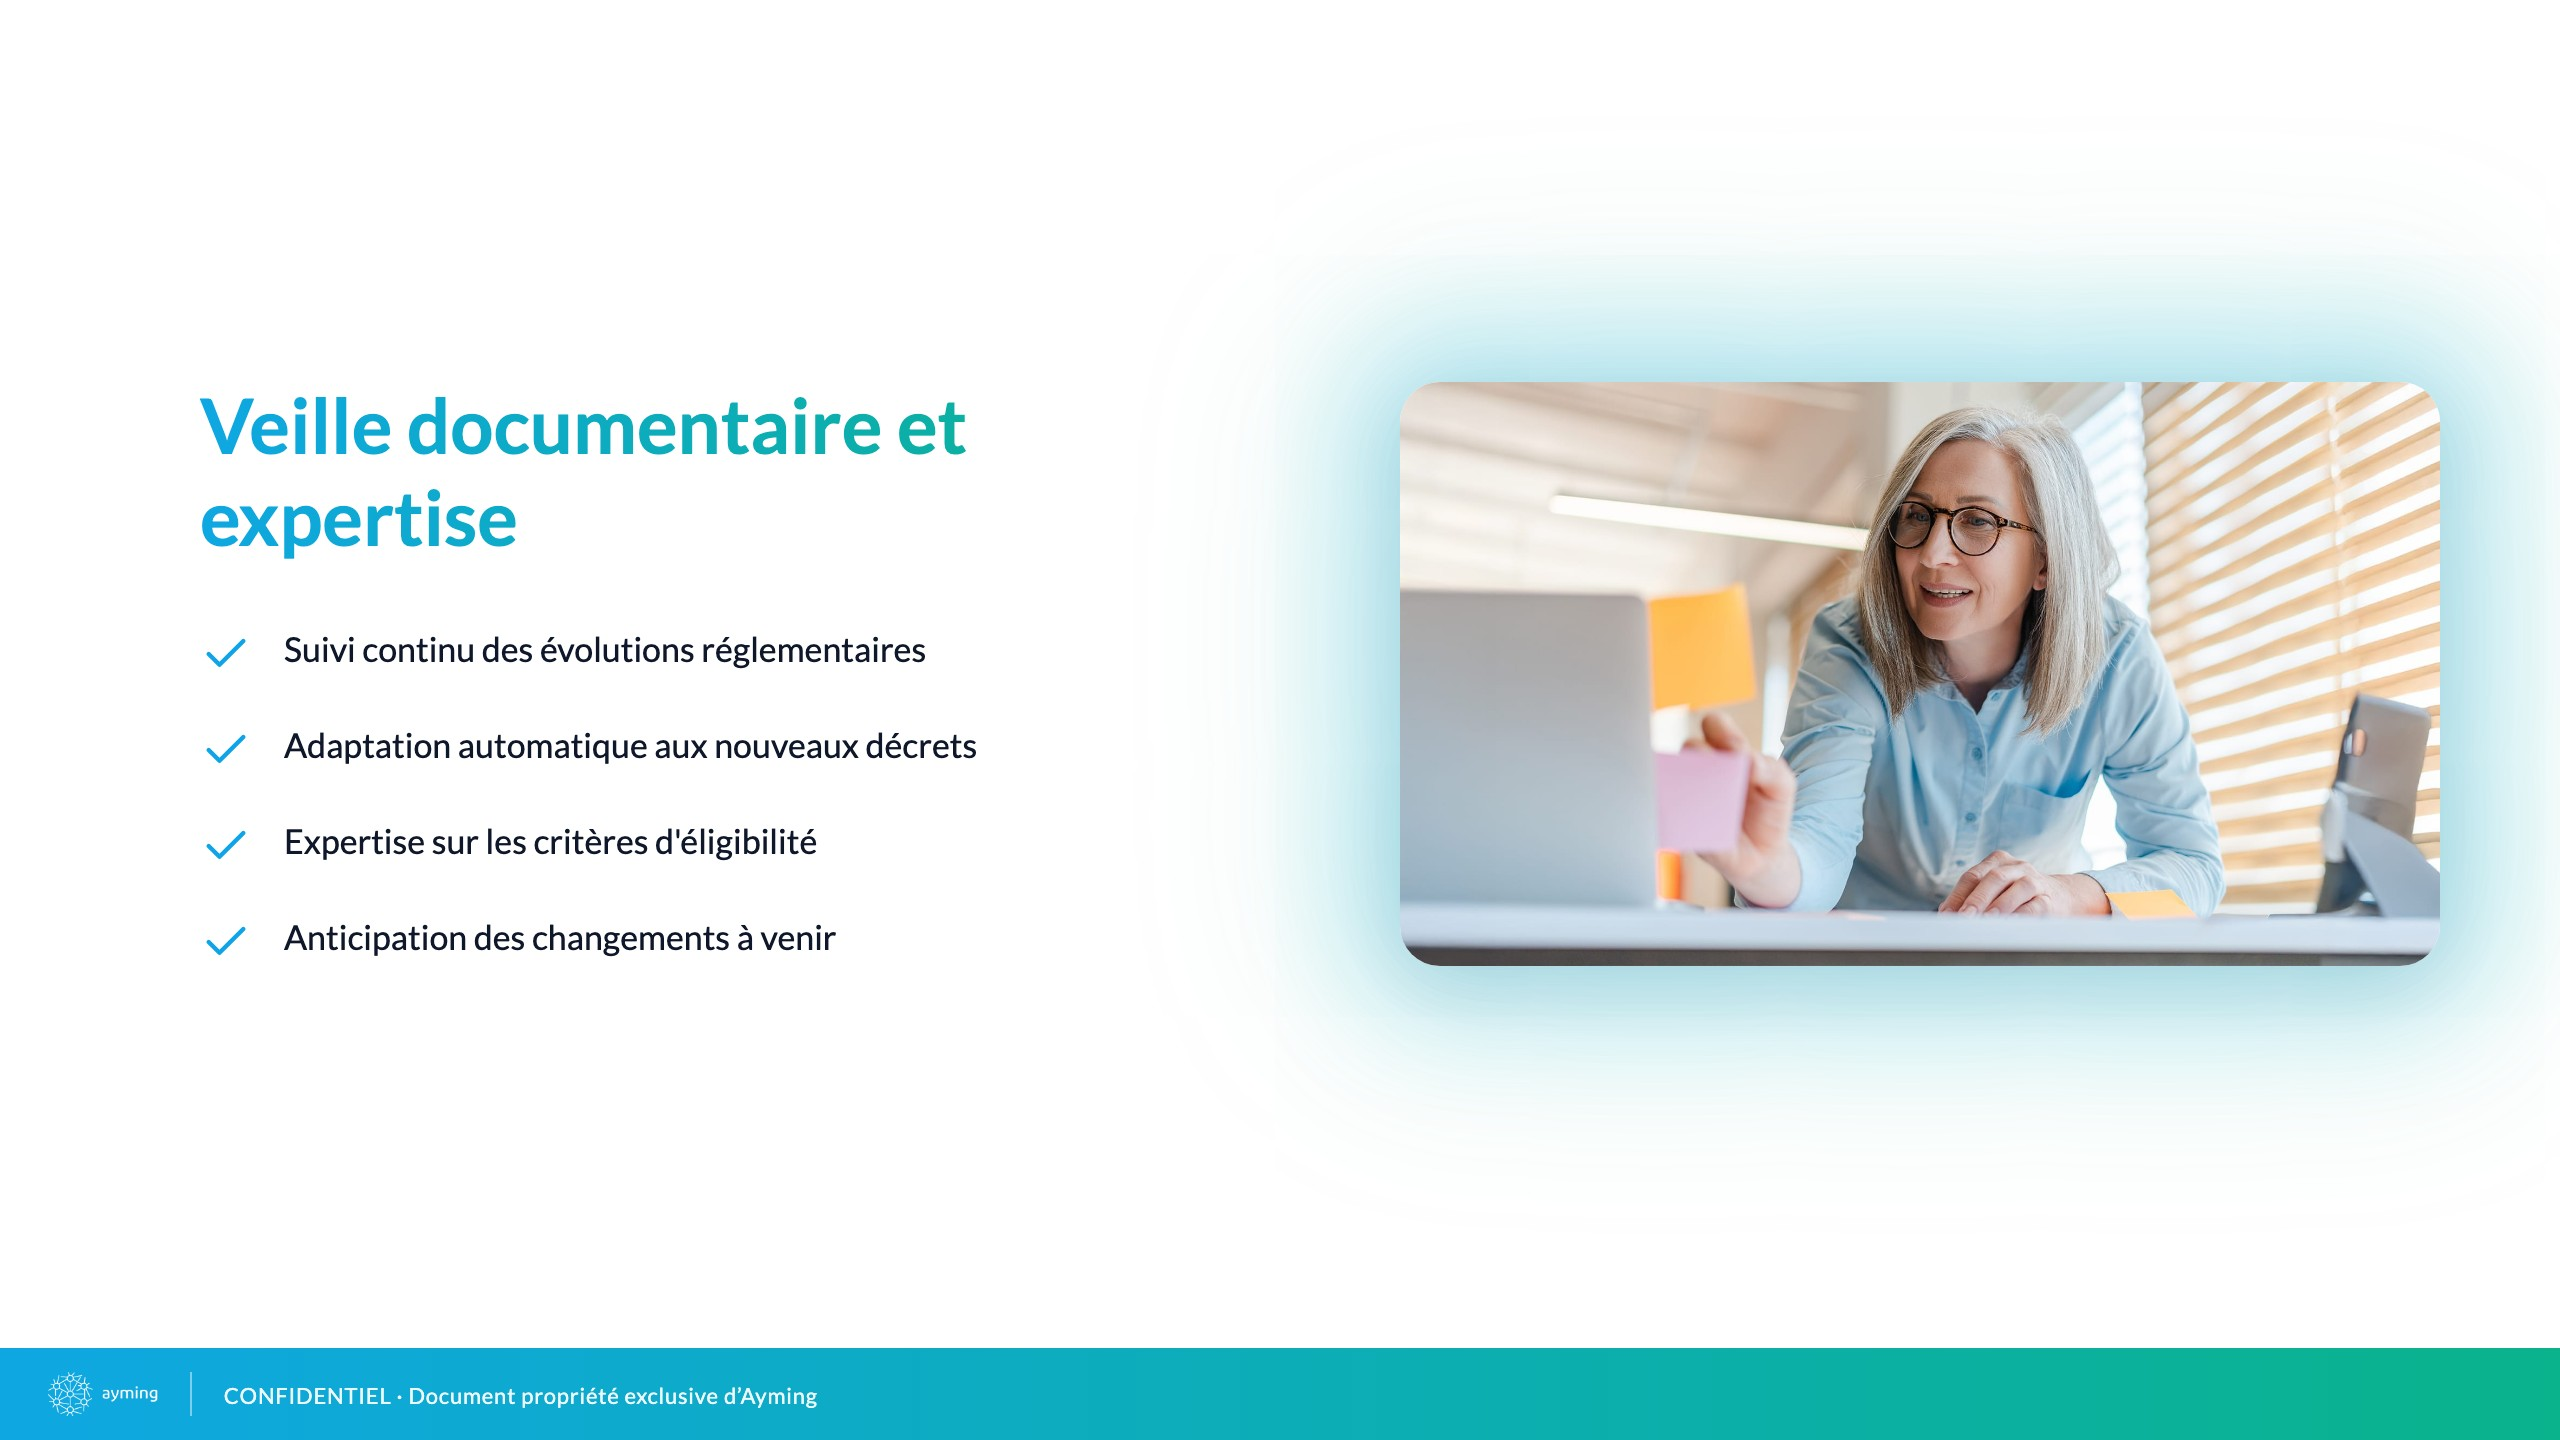 Veille documentaire et
expertise
Suivi continu des évolutions réglementaires
Adaptation automatique aux nouveaux décrets
Expertise sur les critères d'éligibilité
Anticipation des changements à venir
ayming
CONFIDENTIEL · Document propriété exclusive d’Ayming